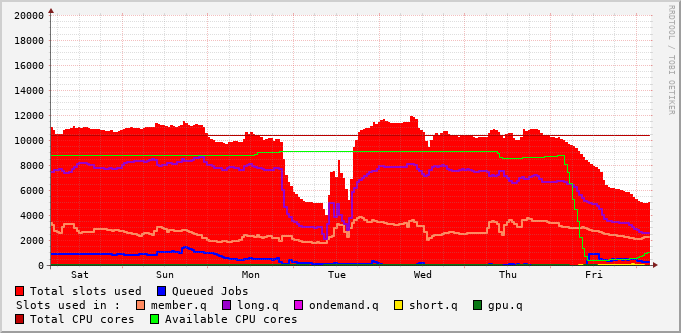 RRDTOOL / TOBI OETIKER
20000
18000
16000
14000
12000
10000
8000
6000
4000
2000
0
Sat Sun Mon Tue Wed Thu Fri
Total slots used Queued Jobs
Slots used in : member.q long.q ondemand.q short.q gpu.q
Total CPU cores Available CPU cores